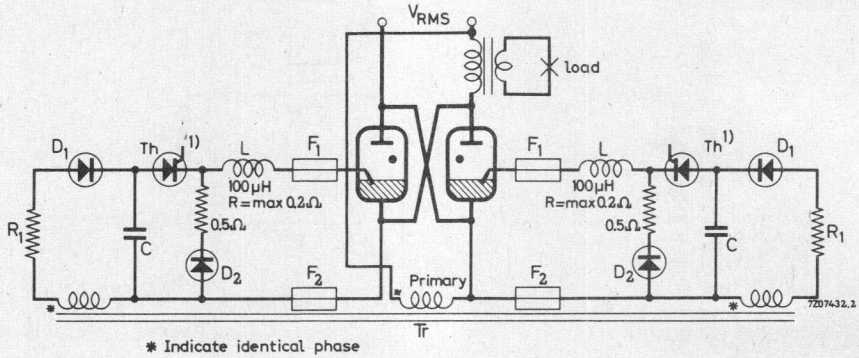 V RMS
load
D1
Th 1)
L
F1
F1
L
Th 1)
D1
100μH
R=max 0.2Ω
100μH
R=max 0.2Ω
R1
0.5Ω
C
D2
0.5Ω
D2
C
R1
F2
*
Primary
F2
*
*
7Z07432.2
Tr
* Indicate identical phase